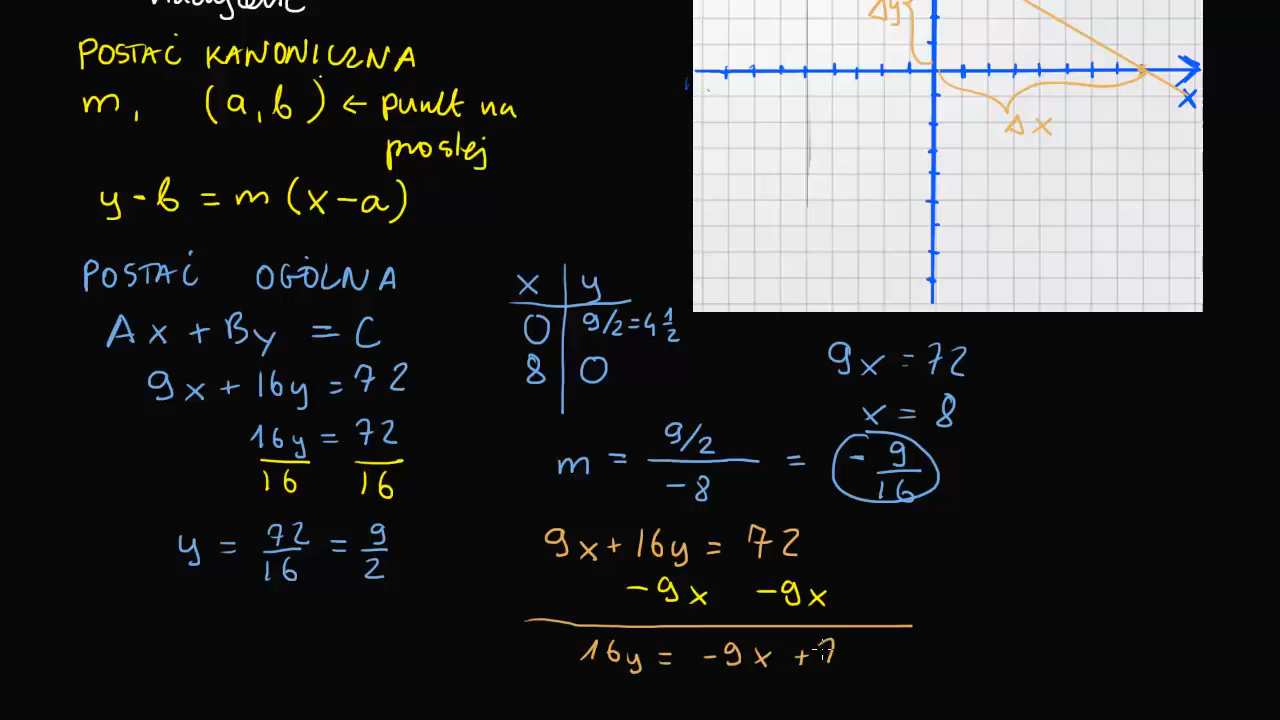 POSTAĆ KANONICZNA
m, (a,b) ← punkt na
prostej
y-b = m(x-a)
POSTAĆ OGÓLNA
Ax + By = C
9x + 16y = 72
16y = 72
16 16
y = 72/16 = 9/2
x | y
0 | 9/2 = 4 1/2
8 | 0
9x = 72
x = 8
m = 9/2 / -8 = -9/16
9x + 16y = 72
-9x -9x
16y = -9x + 7
Δy
Δx
x